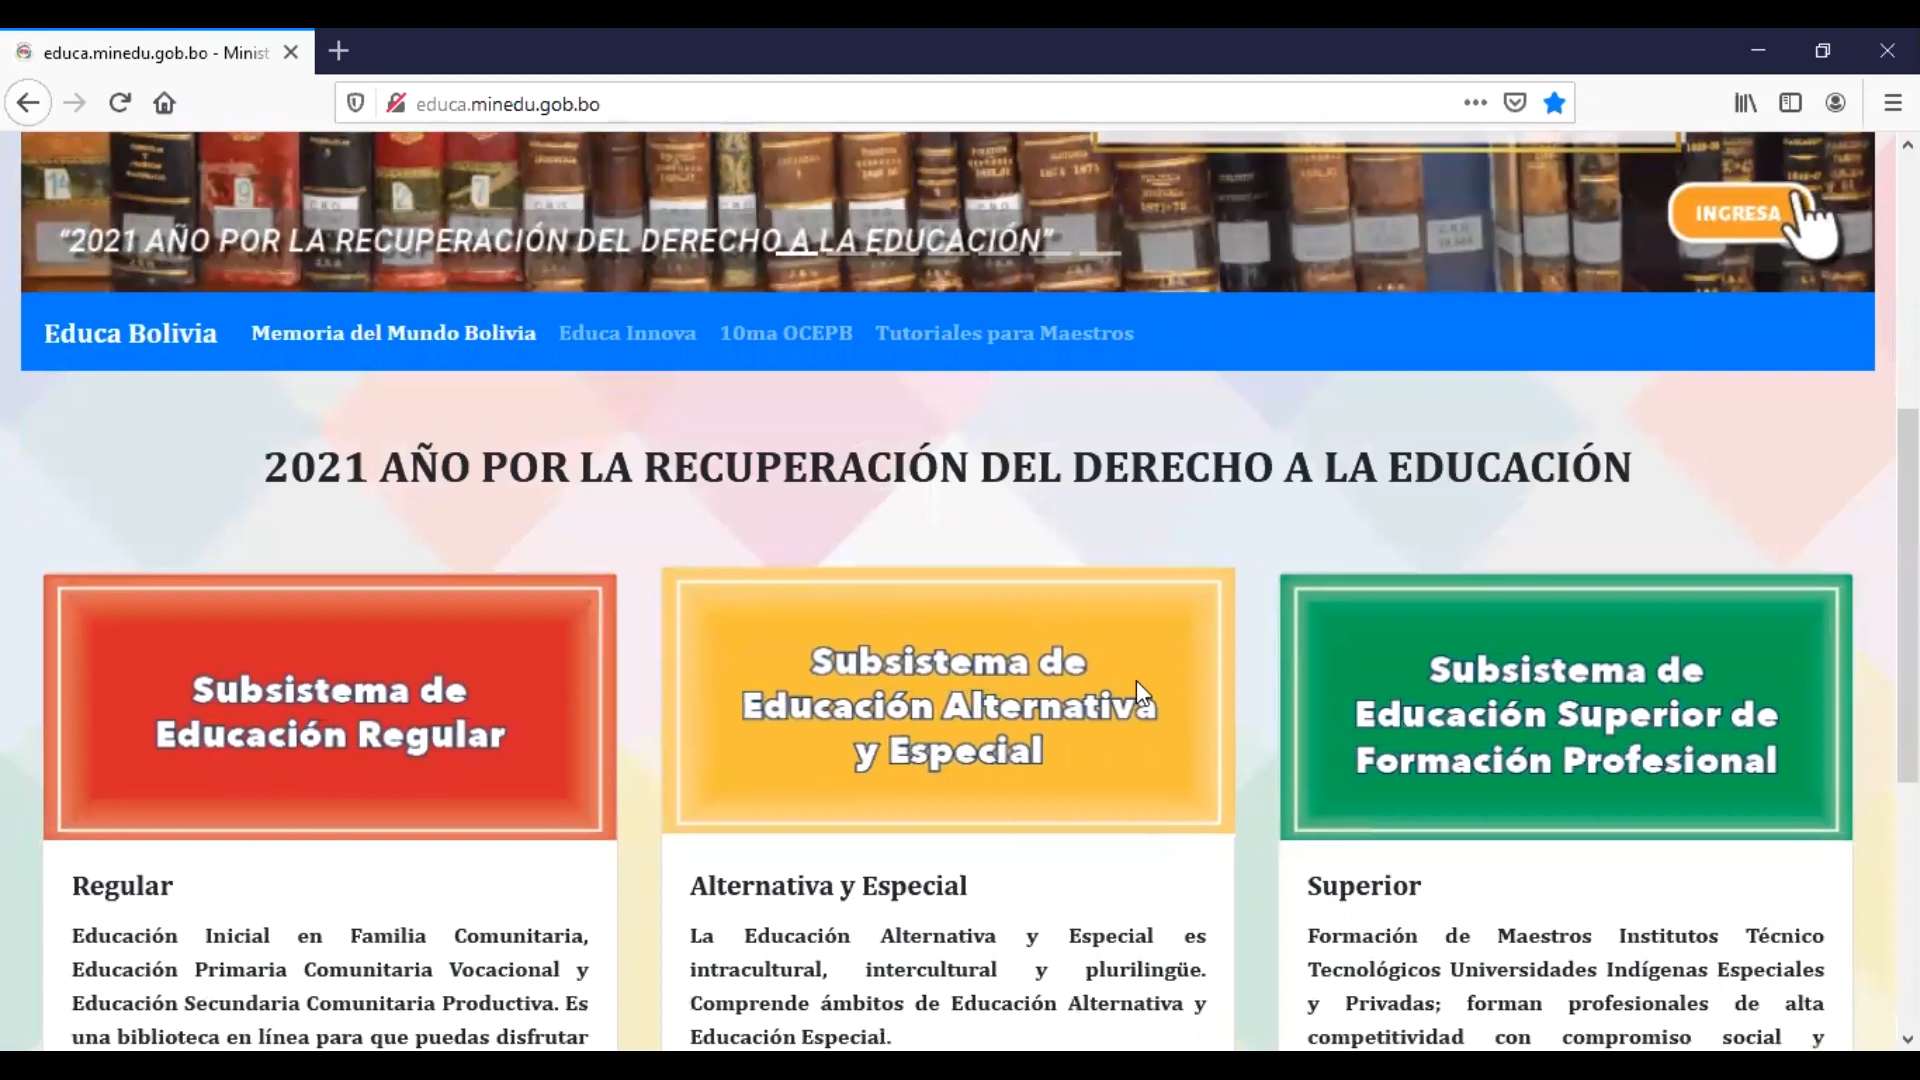 educa.minedu.gob.bo - Minist
educa.minedu.gob.bo
"2021 AÑO POR LA RECUPERACIÓN DEL DERECHO A LA EDUCACIÓN"
INGRESA
Educa Bolivia Memoria del Mundo Bolivia Educa Innova 10ma OCEPB Tutoriales para Maestros
2021 AÑO POR LA RECUPERACIÓN DEL DERECHO A LA EDUCACIÓN
Subsistema de
Educación Regular
Subsistema de
Educación Alternativa
y Especial
Subsistema de
Educación Superior de
Formación Profesional
Regular
Educación Inicial en Familia Comunitaria,
Educación Primaria Comunitaria Vocacional y
Educación Secundaria Comunitaria Productiva. Es
una biblioteca en línea para que puedas disfrutar
Alternativa y Especial
La Educación Alternativa y Especial es
intracultural, intercultural y plurilingüe.
Comprende ámbitos de Educación Alternativa y
Educación Especial.
Superior
Formación de Maestros Institutos Técnico
Tecnológicos Universidades Indígenas Especiales
y Privadas; forman profesionales de alta
competitividad con compromiso social y